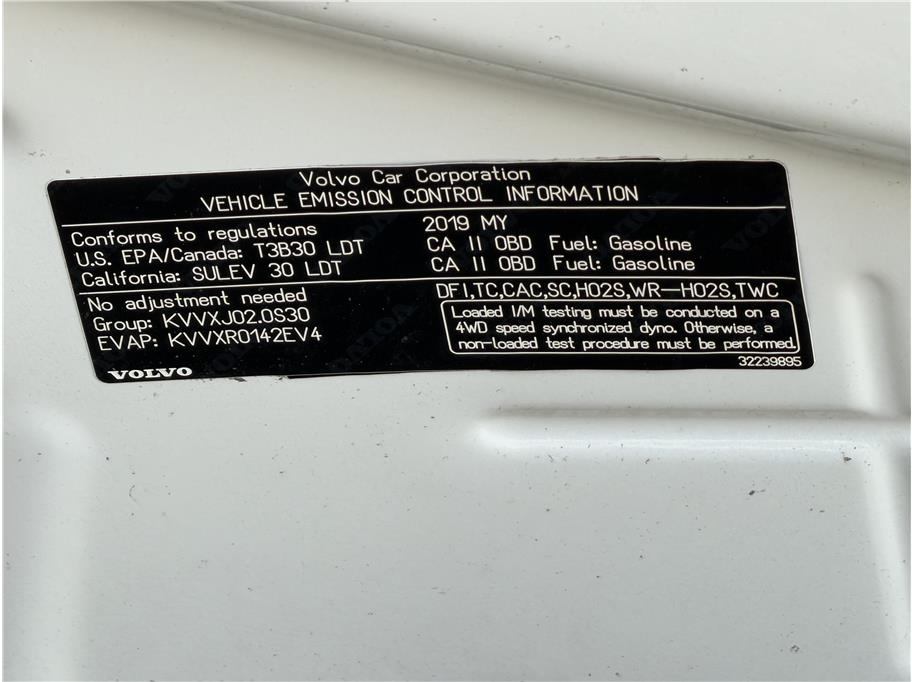 Volvo Car Corporation
VEHICLE EMISSION CONTROL INFORMATION
Conforms to regulations 2019 MY
U.S. EPA/Canada: T3B30 LDT CA II OBD Fuel: Gasoline
California: SULEV 30 LDT CA II OBD Fuel: Gasoline
No adjustment needed
Group: KVVXJ02.0S30
EVAP: KVVXR0142EV4
DFI,TC,CAC,SC,HO2S,WR-HO2S,TWC
Loaded I/M testing must be conducted on a
4WD speed synchronized dyno. Otherwise, a
non-loaded test procedure must be performed.
32239895
VOLVO